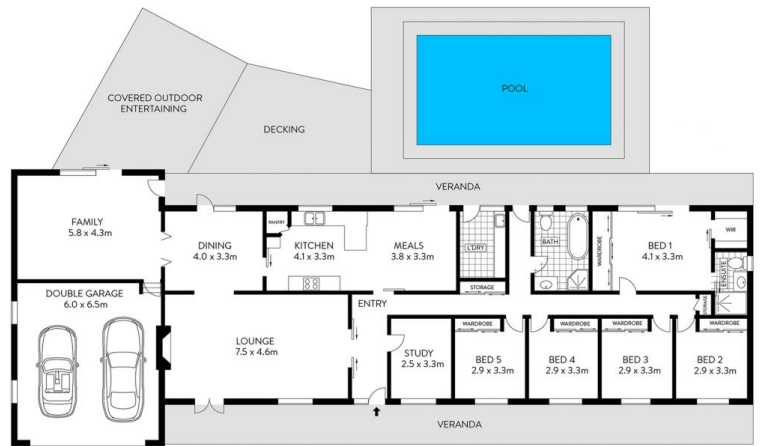 POOL
COVERED OUTDOOR
ENTERTAINING
DECKING
VERANDA
FAMILY
5.8 x 4.3m
DINING
4.0 x 3.3m
PANTRY
KITCHEN
4.1 x 3.3m
MEALS
3.8 x 3.3m
L'DRY
BATH
WARDROBE
BED 1
4.1 x 3.3m
WIR
ENSUITE
STORAGE
STORAGE
DOUBLE GARAGE
6.0 x 6.5m
ENTRY
LOUNGE
7.5 x 4.6m
STUDY
2.5 x 3.3m
WARDROBE
BED 5
2.9 x 3.3m
WARDROBE
BED 4
2.9 x 3.3m
WARDROBE
BED 3
2.9 x 3.3m
WARDROBE
BED 2
2.9 x 3.3m
VERANDA